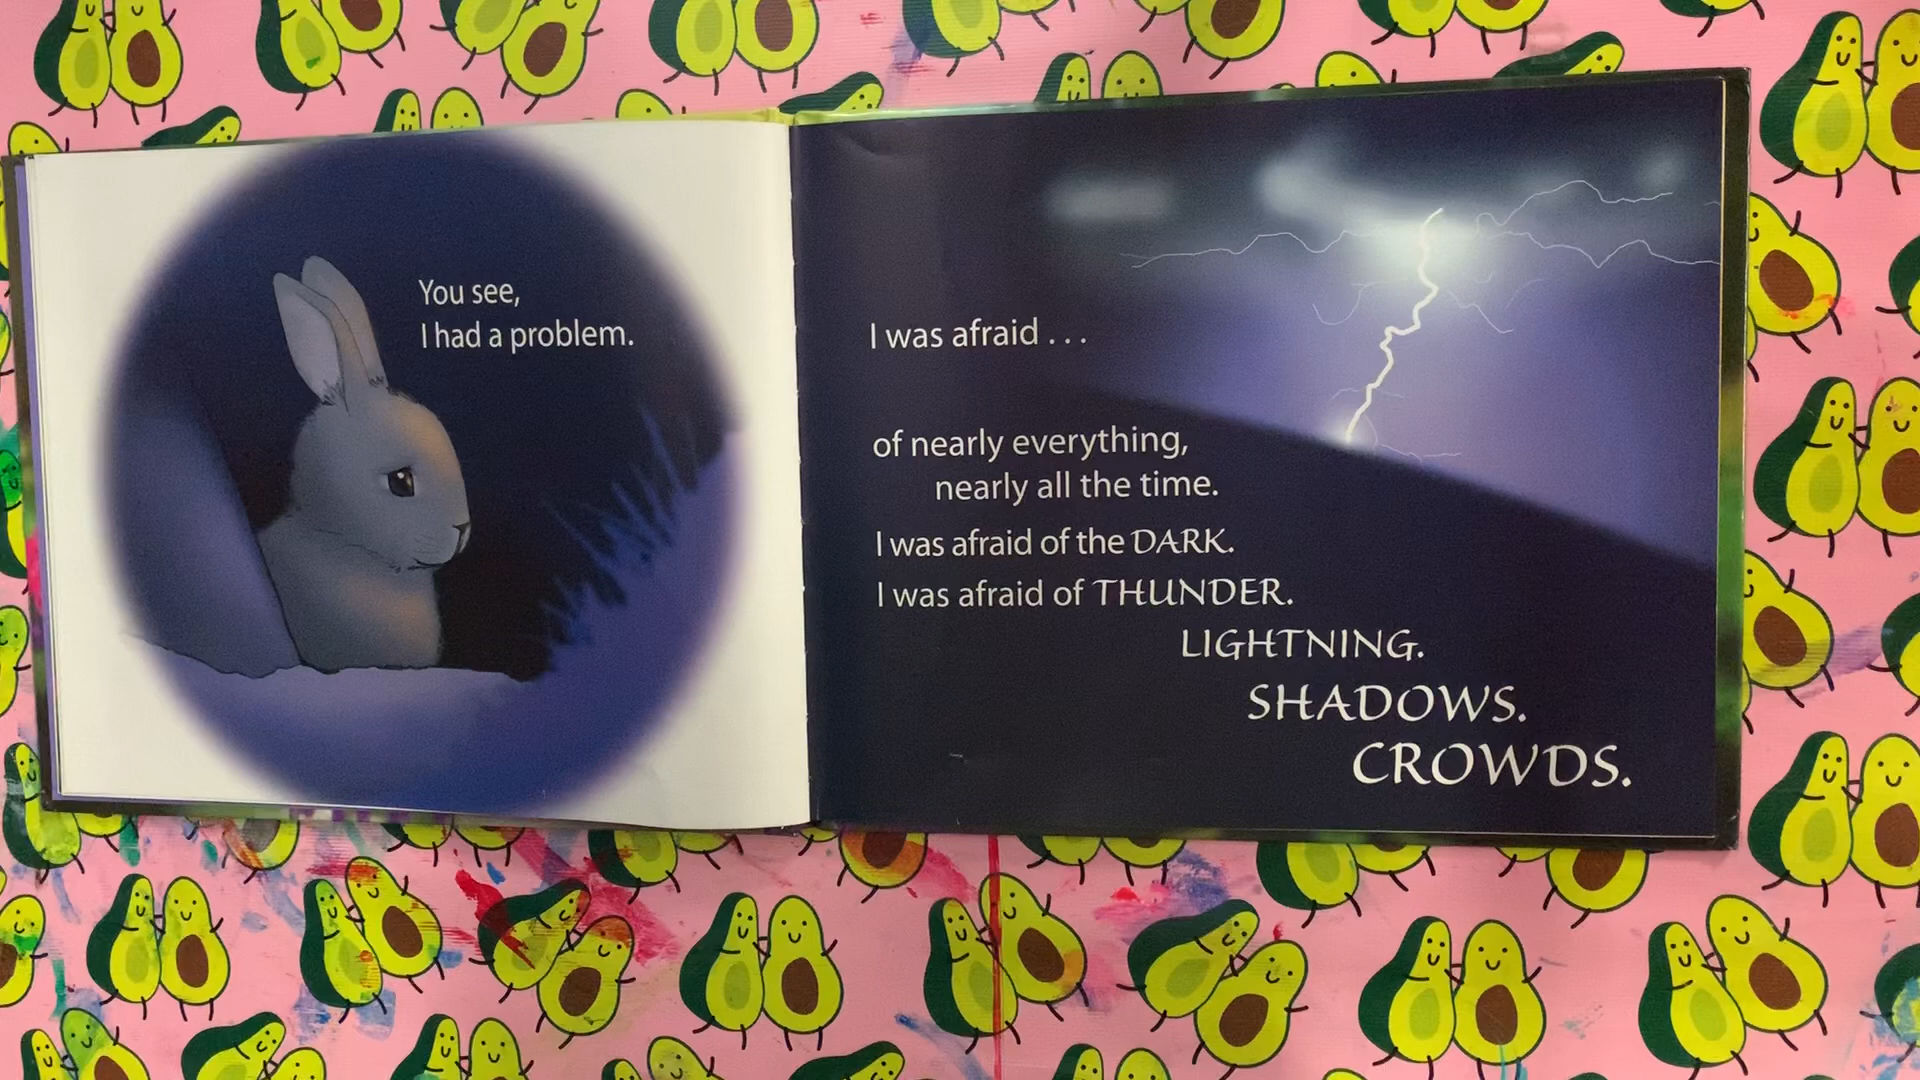 You see,
I had a problem.
I was afraid . . .
of nearly everything,
nearly all the time.
I was afraid of the DARK.
I was afraid of THUNDER.
LIGHTNING.
SHADOWS.
CROWDS.